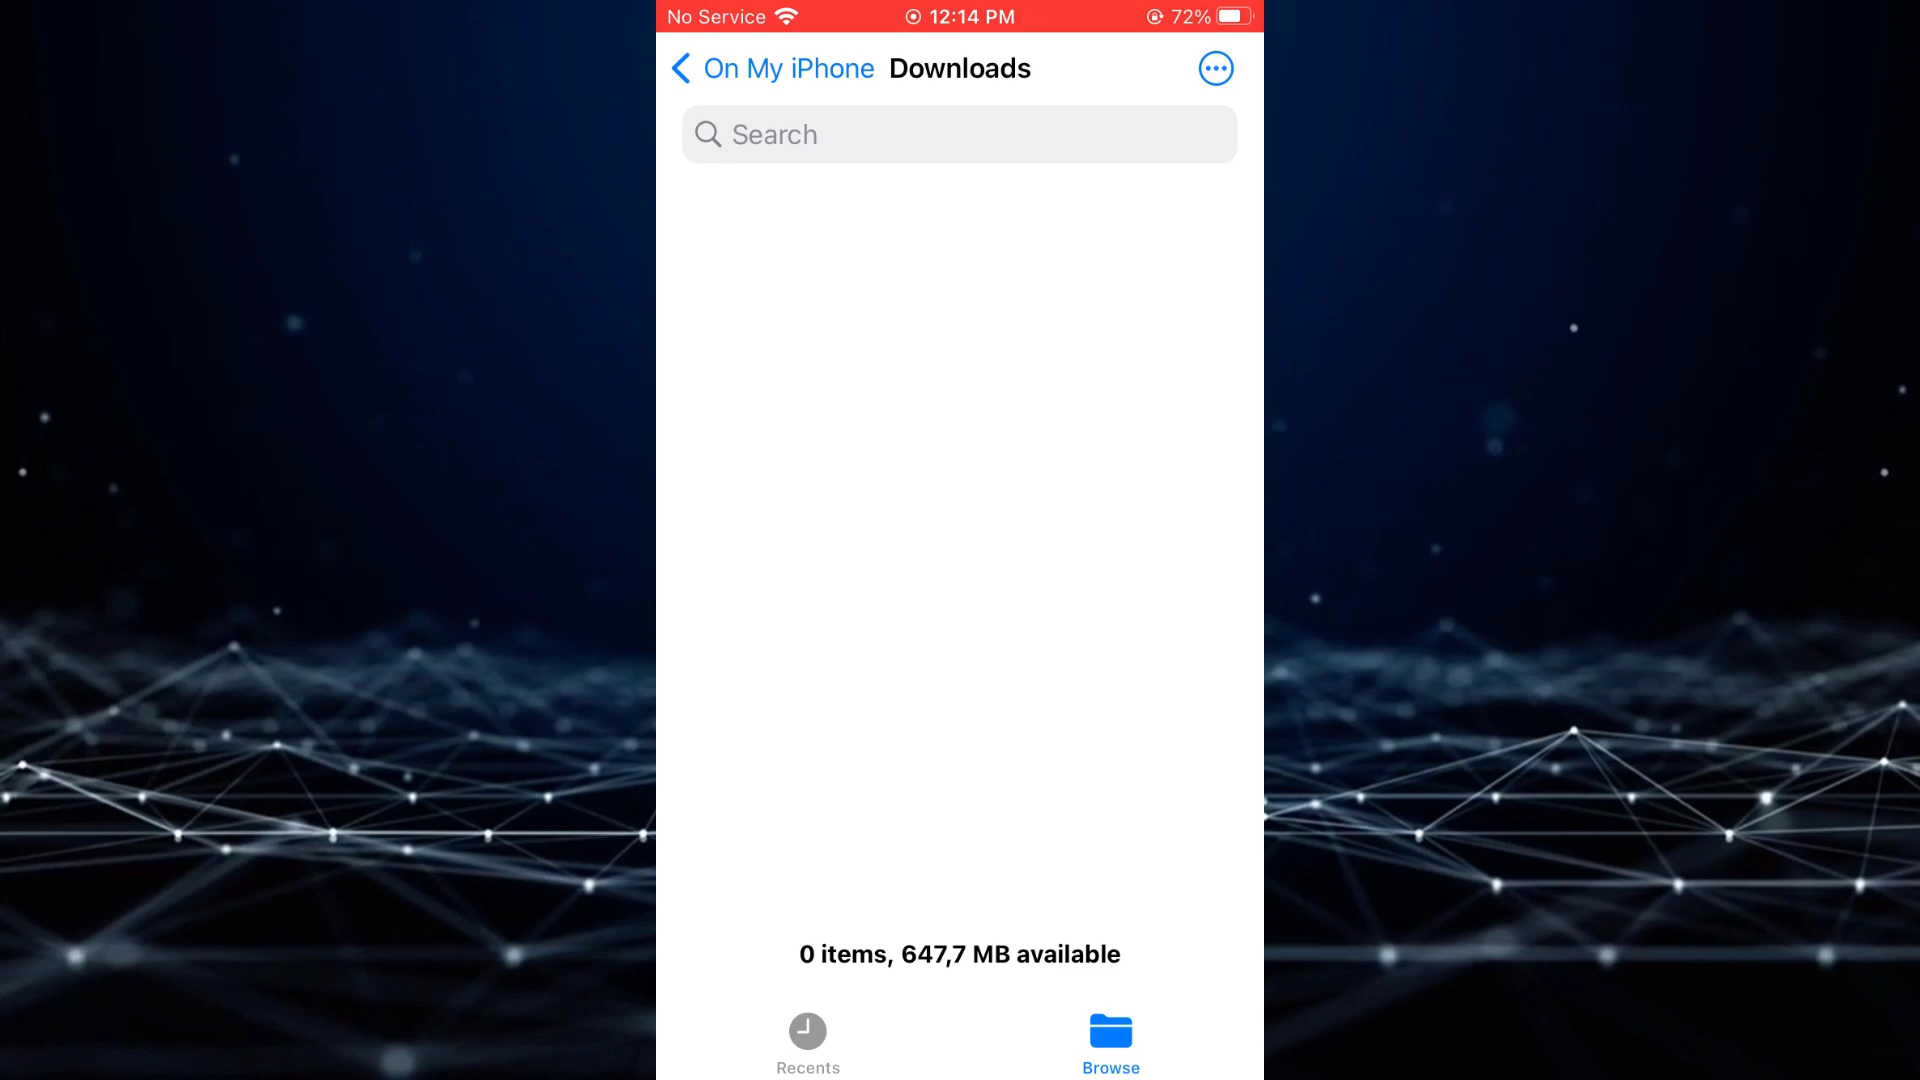 No Service 12:14 PM 72%
On My iPhone Downloads
Search
0 items, 647,7 MB available
Recents Browse